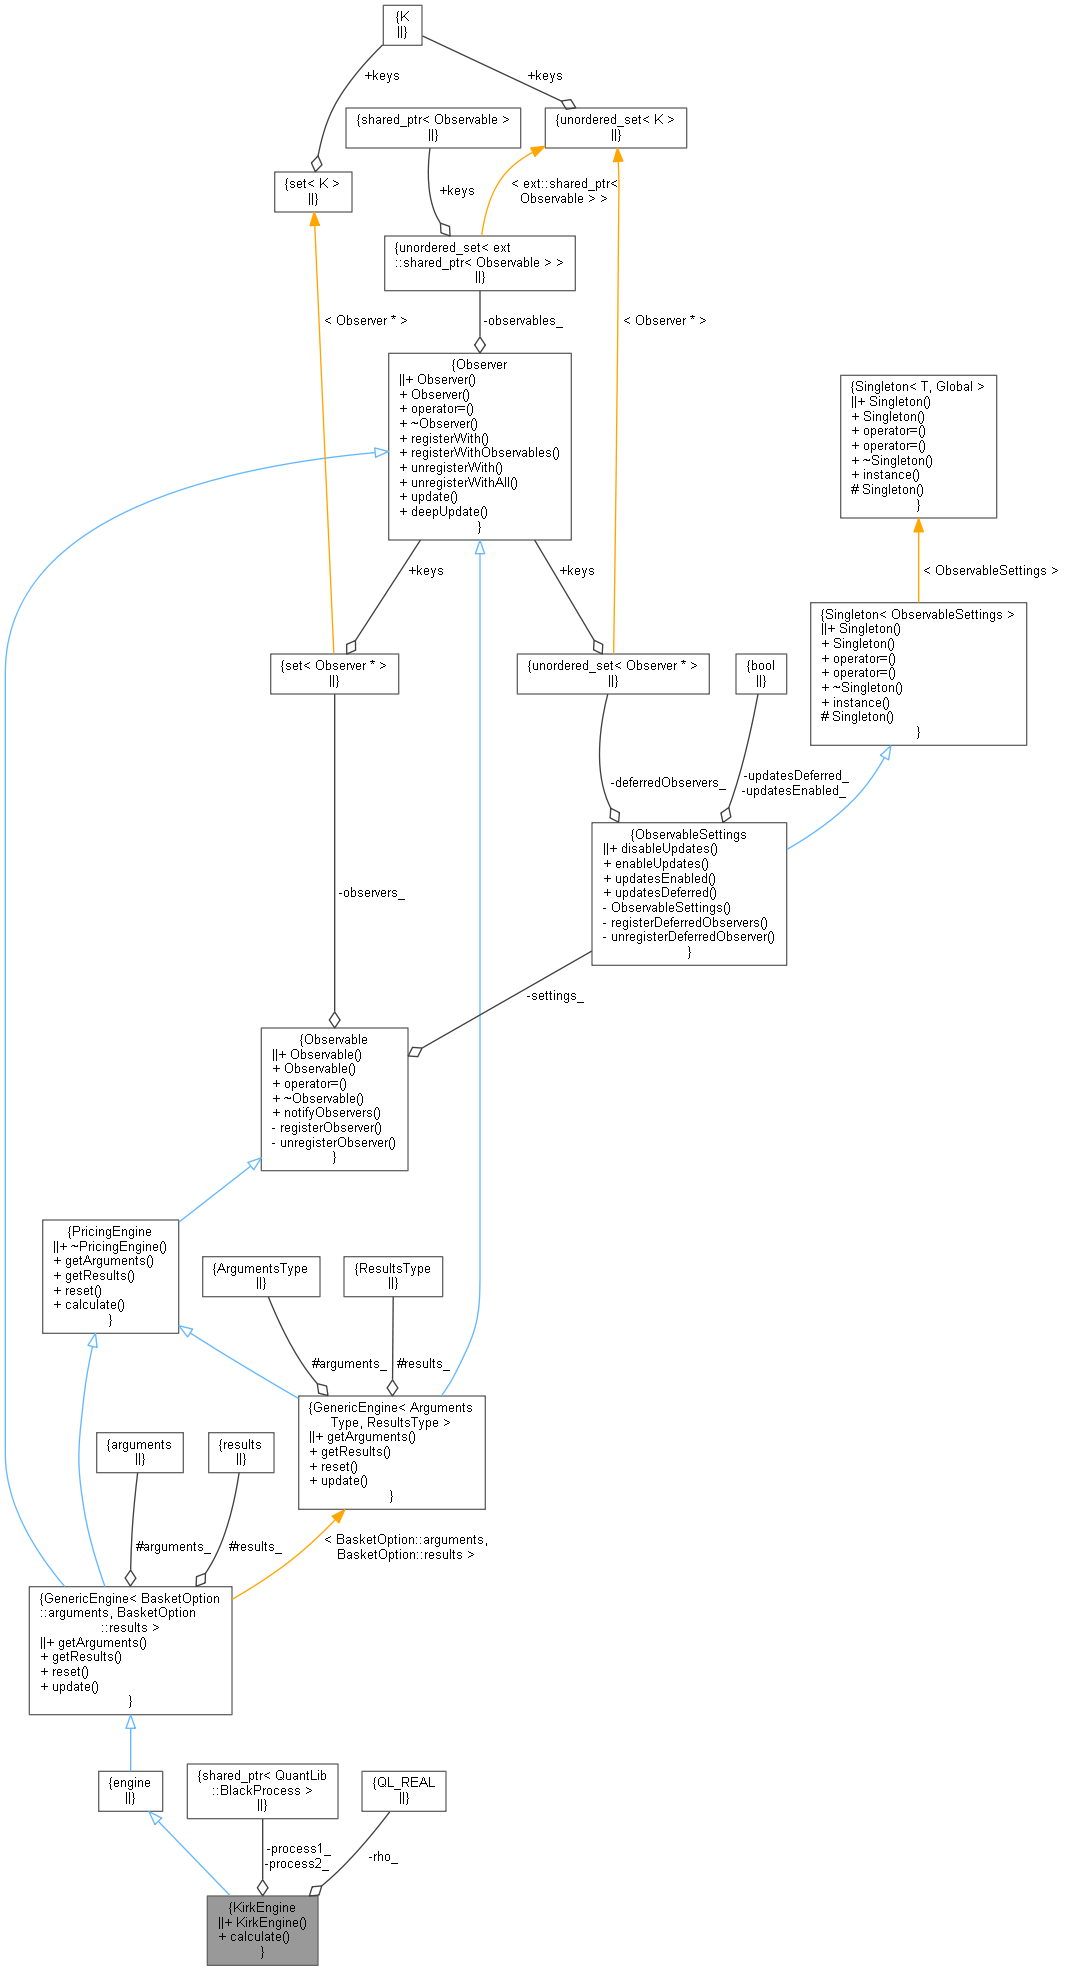 {K
||}
+keys
+keys
{shared_ptr< Observable >
||}
{unordered_set< K >
||}
{set< K >
||}
+keys
< ext::shared_ptr<
Observable > >
{unordered_set< ext
::shared_ptr< Observable > >
||}
< Observer * >
-observables_
< Observer * >
{Observer
||+ Observer()
+ Observer()
+ operator=()
+ ~Observer()
+ registerWith()
+ registerWithObservables()
+ unregisterWith()
+ unregisterWithAll()
+ update()
+ deepUpdate()
}
{Singleton< T, Global >
||+ Singleton()
+ Singleton()
+ operator=()
+ operator=()
+ ~Singleton()
+ instance()
# Singleton()
}
+keys
+keys
< ObservableSettings >
{set< Observer * >
||}
{unordered_set< Observer * >
||}
{bool
||}
{Singleton< ObservableSettings >
||+ Singleton()
+ Singleton()
+ operator=()
+ operator=()
+ ~Singleton()
+ instance()
# Singleton()
}
-deferredObservers_
-updatesDeferred_
-updatesEnabled_
{ObservableSettings
||+ disableUpdates()
+ enableUpdates()
+ updatesEnabled()
+ updatesDeferred()
- ObservableSettings()
- registerDeferredObservers()
- unregisterDeferredObserver()
}
-observers_
-settings_
{Observable
||+ Observable()
+ Observable()
+ operator=()
+ ~Observable()
+ notifyObservers()
- registerObserver()
- unregisterObserver()
}
{PricingEngine
||+ ~PricingEngine()
+ getArguments()
+ getResults()
+ reset()
+ calculate()
}
{ArgumentsType
||}
{ResultsType
||}
#arguments_
#results_
{GenericEngine< Arguments
Type, ResultsType >
||+ getArguments()
+ getResults()
+ reset()
+ update()
}
{arguments
||}
{results
||}
#arguments_
#results_
< BasketOption::arguments,
BasketOption::results >
{GenericEngine< BasketOption
::arguments, BasketOption
::results >
||+ getArguments()
+ getResults()
+ reset()
+ update()
}
{engine
||}
{shared_ptr< QuantLib
::BlackProcess >
||}
{QL_REAL
||}
-process1_
-process2_
-rho_
{KirkEngine
||+ KirkEngine()
+ calculate()
}